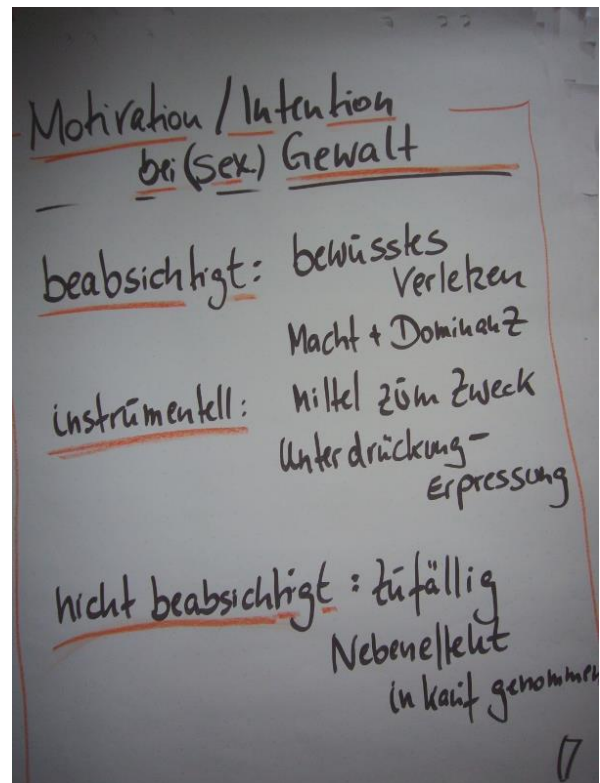 Motivation / Intention
bei (sex) Gewalt
beabsichtigt: bewusstes
Verletzen
Macht + Dominanz
instrumentell: Mittel zum Zweck
Unterdrückung-
Erpressung
nicht beabsichtigt: zufällig
Nebeneffekt
in kauf genommen